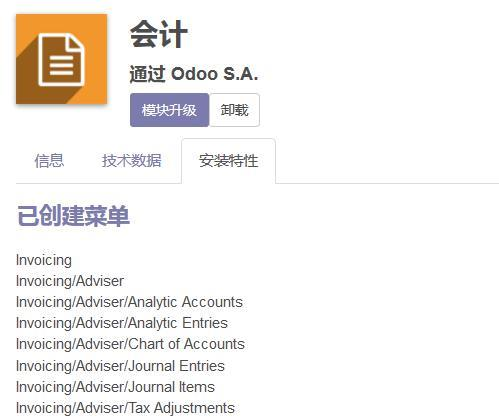 会计
通过 Odoo S.A.
模块升级 卸载
信息 技术数据 安装特性
已创建菜单
Invoicing
Invoicing/Adviser
Invoicing/Adviser/Analytic Accounts
Invoicing/Adviser/Analytic Entries
Invoicing/Adviser/Chart of Accounts
Invoicing/Adviser/Journal Entries
Invoicing/Adviser/Journal Items
Invoicing/Adviser/Tax Adjustments